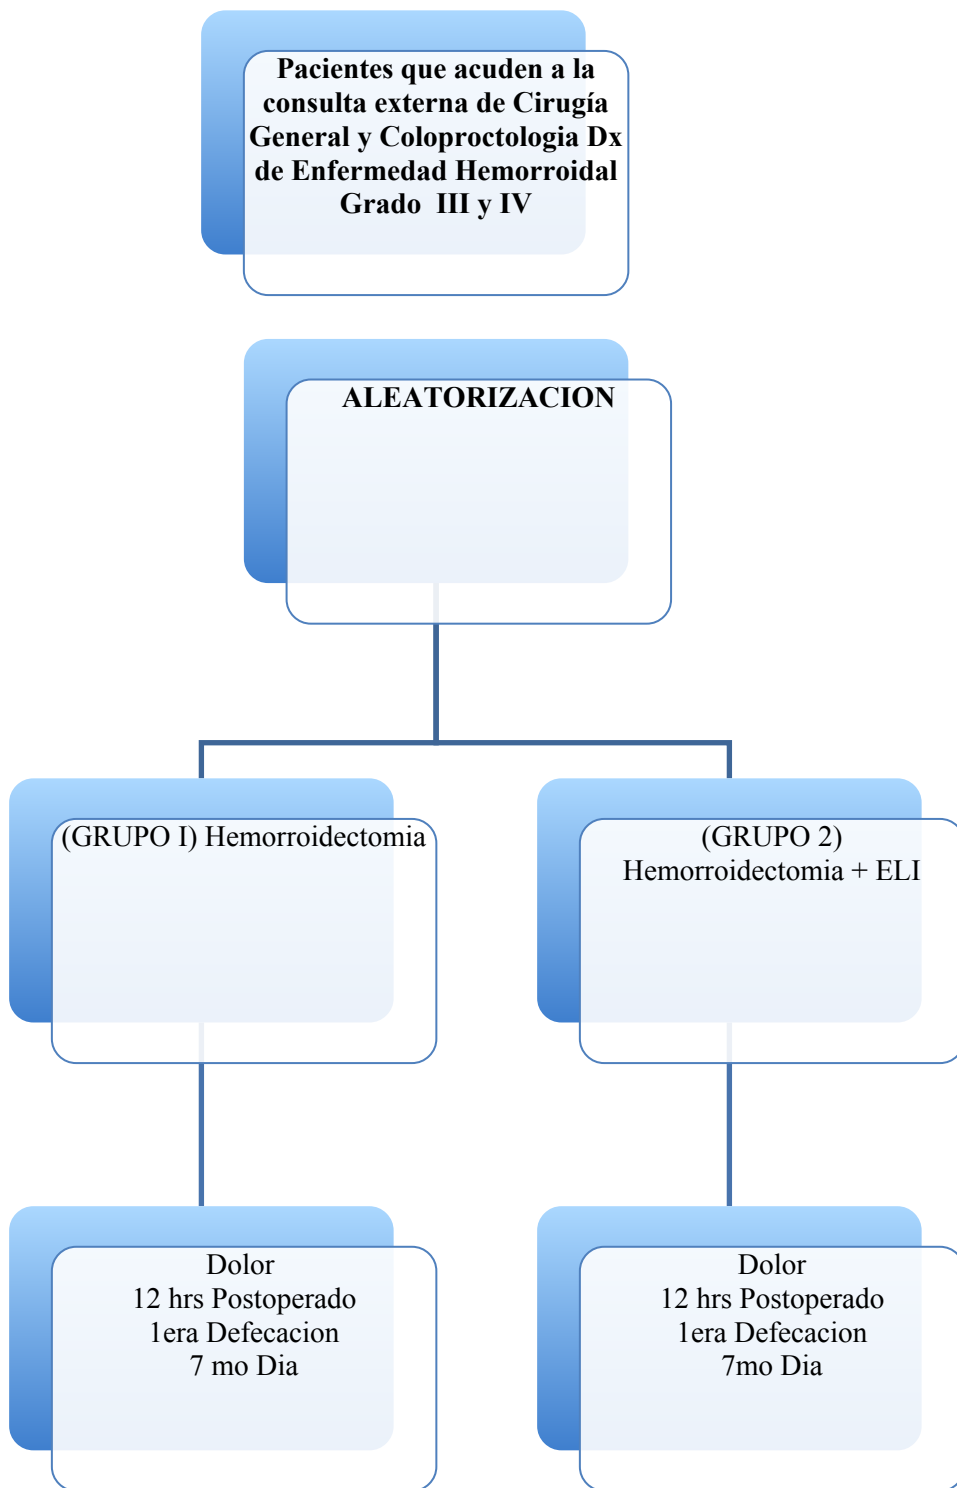 Pacientes que acuden a la
consulta externa de Cirugía
General y Coloproctologia Dx
de Enfermedad Hemorroidal
Grado  III y IV
ALEATORIZACION
(GRUPO I) Hemorroidectomia
(GRUPO 2)
Hemorroidectomia + ELI
Dolor
12 hrs Postoperado
1era Defecacion
7 mo Dia
Dolor
12 hrs Postoperado
1era Defecacion
7mo Dia